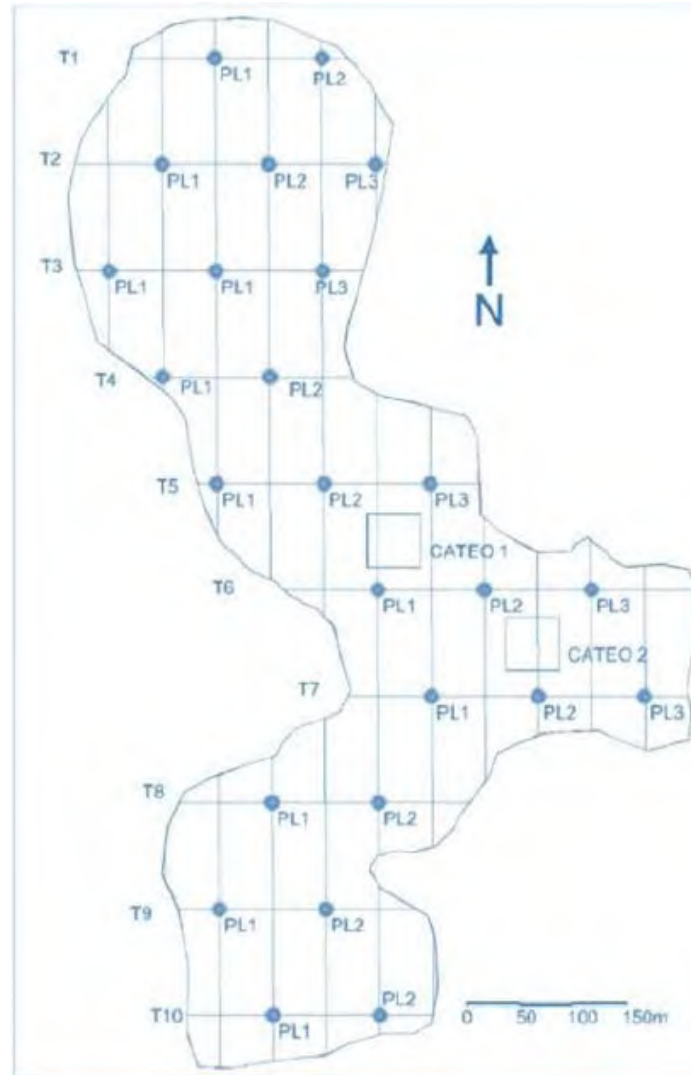 T1
PL1 PL2
T2
PL1 PL2 PL3
T3
PL1 PL1 PL3
T4
PL1 PL2
N
T5
PL1 PL2 PL3
CATEO 1
T6
PL1 PL2 PL3
CATEO 2
T7
PL1 PL2 PL3
T8
PL1 PL2
T9
PL1 PL2
T10
PL1 PL2
0 50 100 150m